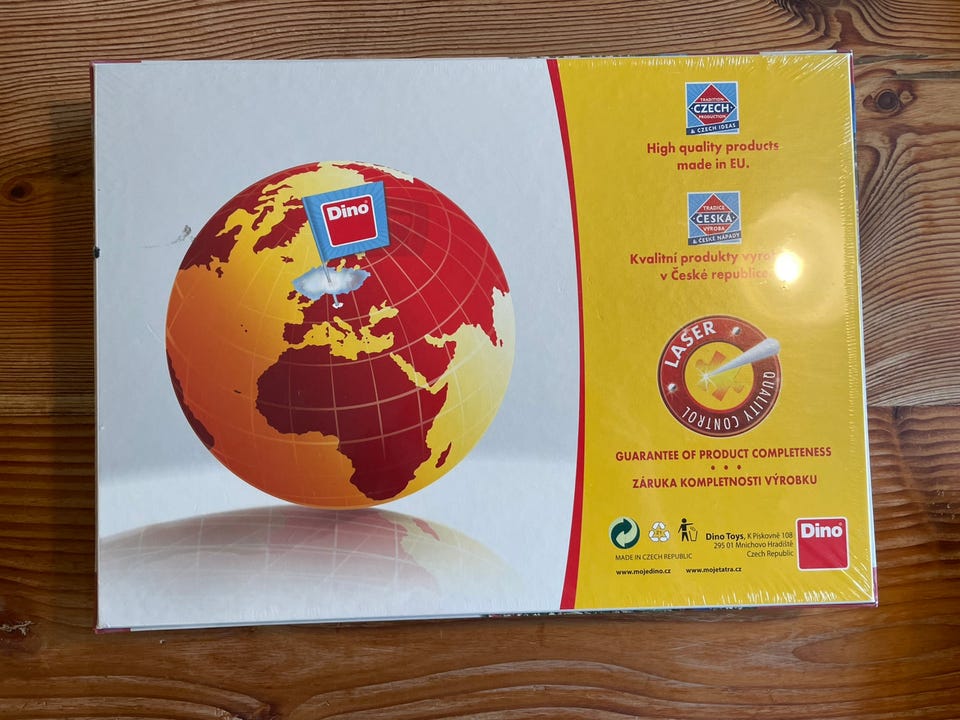 Dino
TRADITION
CZECH
PRODUCTION
& CZECH IDEAS
High quality products
made in EU.
TRADICE
ČESKÁ
VÝROBA
& ČESKÉ NÁPADY
Kvalitní produkty
v České republice
LASER
QUALITY CONTROL
GUARANTEE OF PRODUCT COMPLETENESS
ZÁRUKA KOMPLETNOSTI VÝROBKU
MADE IN CZECH REPUBLIC
Dino Toys, K Pískovně 108
295 01 Mnichovo Hradiště
Czech Republic
www.mojedino.cz www.mojetatra.cz
Dino